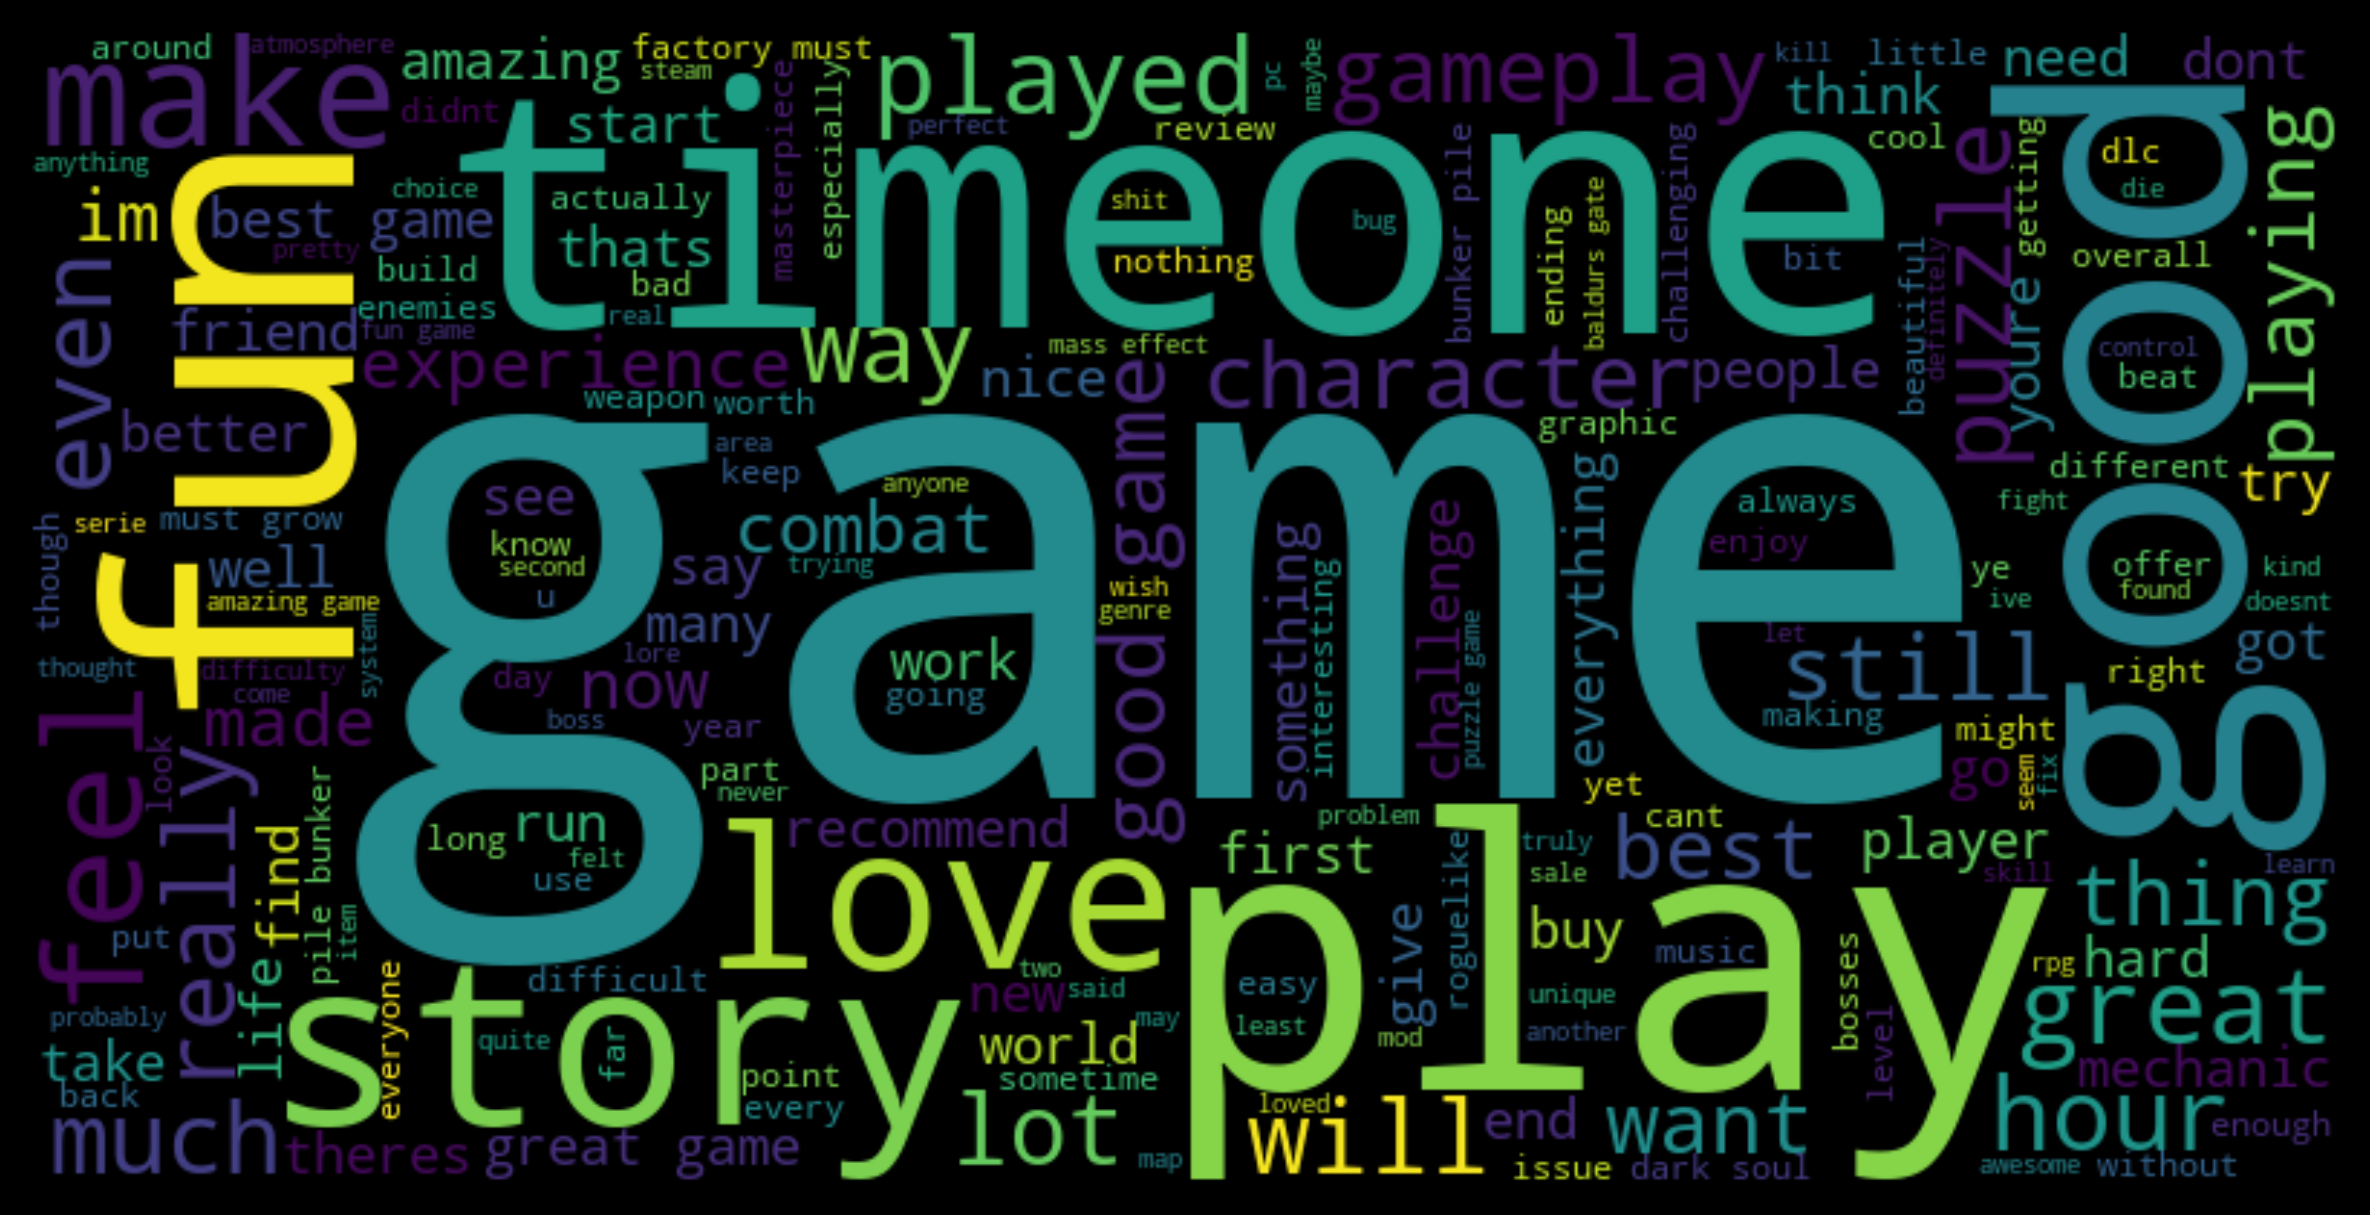 around
atmosphere
amazing
factory must
steam
played
pc
maybe
gameplay
kill
little
need
dont
make
didnt
start
masterpiece
especially
perfect
review
think
cool
good
dlc
die
playing
anything
choice
time
one
actually
thats
bad
real
shit
nothing
bug
bunker pile
ending
baldurs gate
challenging
bit
beautiful
definitely
puzzle
youre
getting
overall
im
fun
best game
pretty
build
enemies
fun game
even
friend
experience
way
mass effect
nice
character
people
control
beat
better
weapon
worth
area
keep
good game
graphic
different
try
serie
must grow
see
know
second
u
combat
anyone
trying
game
always
enjoy
fight
though
well
amazing game
say
wish
genre
something
interesting
challenge
puzzle game
everything
ye
ive
offer
found
kind
doesnt
thought
difficulty
come
system
many
lore
day
now
work
going
let
still
making
right
got
feel
look
made
boss
year
part
never
yet
might
go
seem
fix
really
find
pile bunker
long
run
felt
use
love
recommend
problem
first
cant
truly
sale
best
player
skill
learn
thing
put
life
item
everyone
difficult
two
new
said
easy
least
give
roguelike
play
buy
music
unique
another
bosses
rpg
hard
great
probably
take
back
story
quite
far
point
every
world
sometime
may
mod
level
mechanic
much
theres
great game
lot
map
loved
will
end
issue
want
dark soul
hour
enough
awesome
without